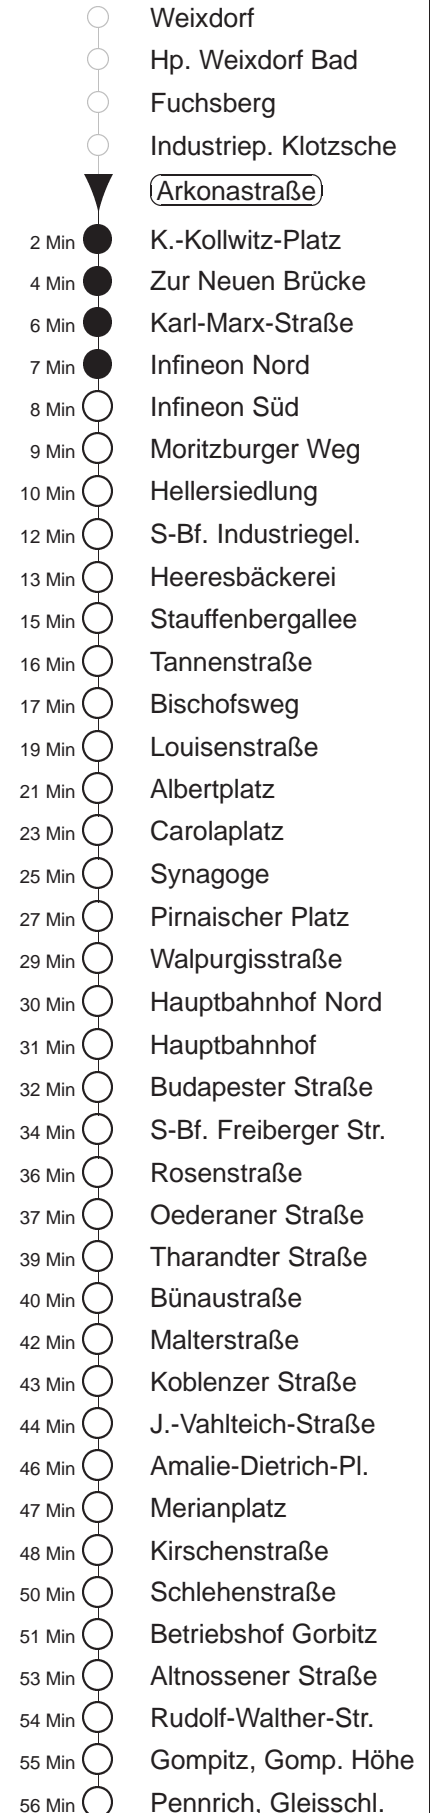 Weixdorf
Hp. Weixdorf Bad
Fuchsberg
Industriep. Klotzsche
Arkonastraße
2 Min K.-Kollwitz-Platz
4 Min Zur Neuen Brücke
6 Min Karl-Marx-Straße
7 Min Infineon Nord
8 Min Infineon Süd
9 Min Moritzburger Weg
10 Min Hellersiedlung
12 Min S-Bf. Industriegel.
13 Min Heeresbäckerei
15 Min Stauffenbergallee
16 Min Tannenstraße
17 Min Bischofsweg
19 Min Louisenstraße
21 Min Albertplatz
23 Min Carolaplatz
25 Min Synagoge
27 Min Pirnaischer Platz
29 Min Walpurgisstraße
30 Min Hauptbahnhof Nord
31 Min Hauptbahnhof
32 Min Budapester Straße
34 Min S-Bf. Freiberger Str.
36 Min Rosenstraße
37 Min Oederaner Straße
39 Min Tharandter Straße
40 Min Bünaustraße
42 Min Malterstraße
43 Min Koblenzer Straße
44 Min J.-Vahlteich-Straße
46 Min Amalie-Dietrich-Pl.
47 Min Merianplatz
48 Min Kirschenstraße
50 Min Schlehenstraße
51 Min Betriebshof Gorbitz
53 Min Altnossener Straße
54 Min Rudolf-Walther-Str.
55 Min Gompitz, Gomp. Höhe
56 Min Pennrich, Gleisschl.